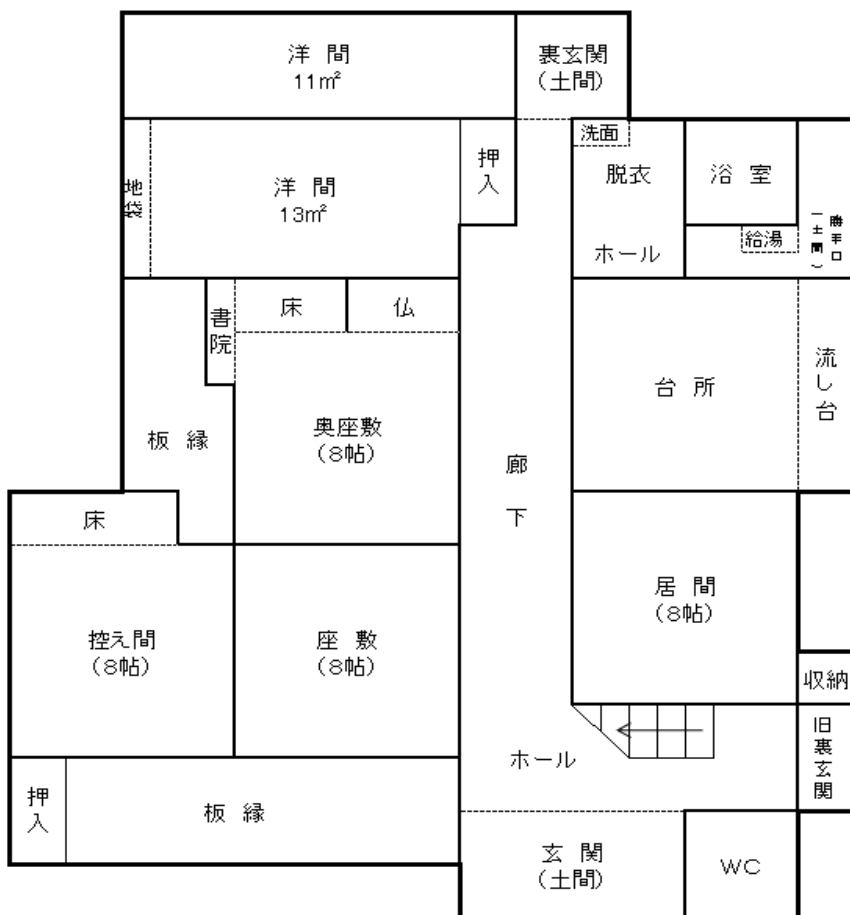 洋 間
11㎡
裏玄関
(土間)
洗面
脱衣
ホール
浴 室
給湯
勝手口
(土間)
地袋
洋 間
13㎡
押入
書院
床
仏
台 所
流し台
板 縁
奥座敷
(8帖)
廊下
床
居 間
(8帖)
控え間
(8帖)
座 敷
(8帖)
収納
旧裏玄関
ホール
押入
板 縁
玄 関
(土間)
WC